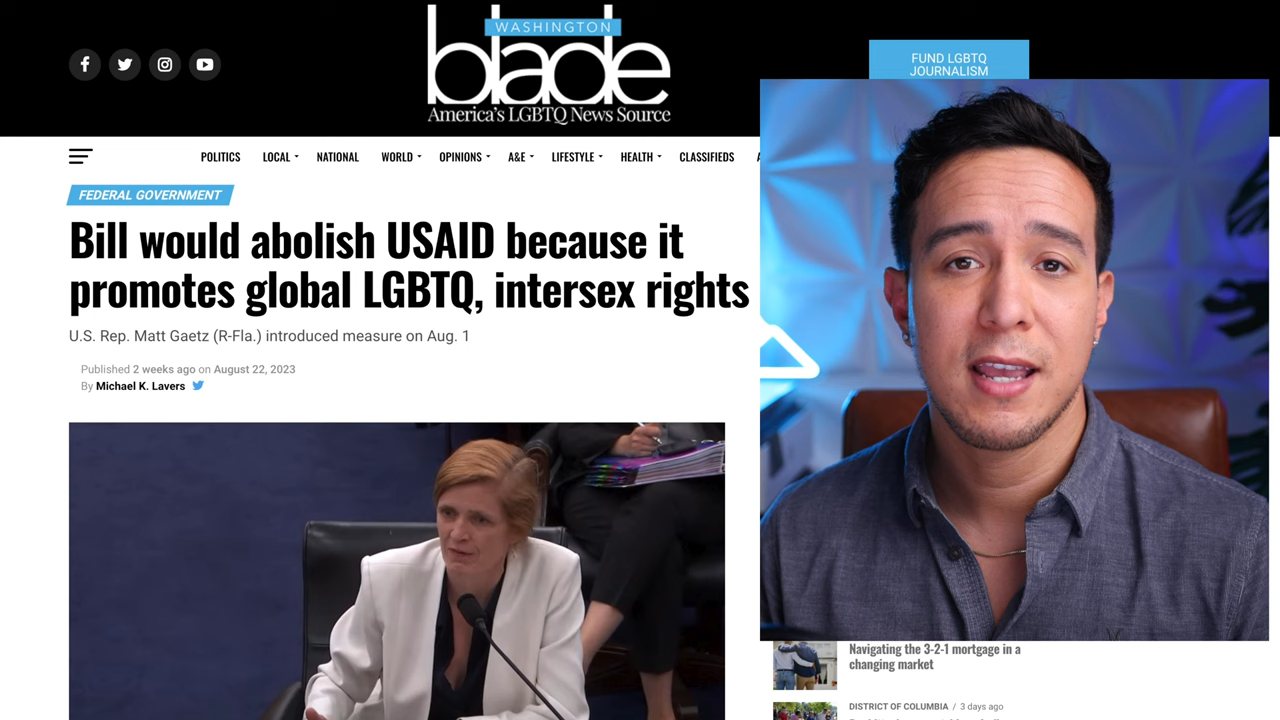 WASHINGTON
blade
America's LGBTQ News Source
FUND LGBTQ
JOURNALISM
POLITICS
LOCAL
NATIONAL
WORLD
OPINIONS
A&E
LIFESTYLE
HEALTH
CLASSIFIEDS
FEDERAL GOVERNMENT
Bill would abolish USAID because it
promotes global LGBTQ, intersex rights
U.S. Rep. Matt Gaetz (R-Fla.) introduced measure on Aug. 1
Published 2 weeks ago on August 22, 2023
By Michael K. Lavers
Navigating the 3-2-1 mortgage in a
changing market
DISTRICT OF COLUMBIA / 3 days ago